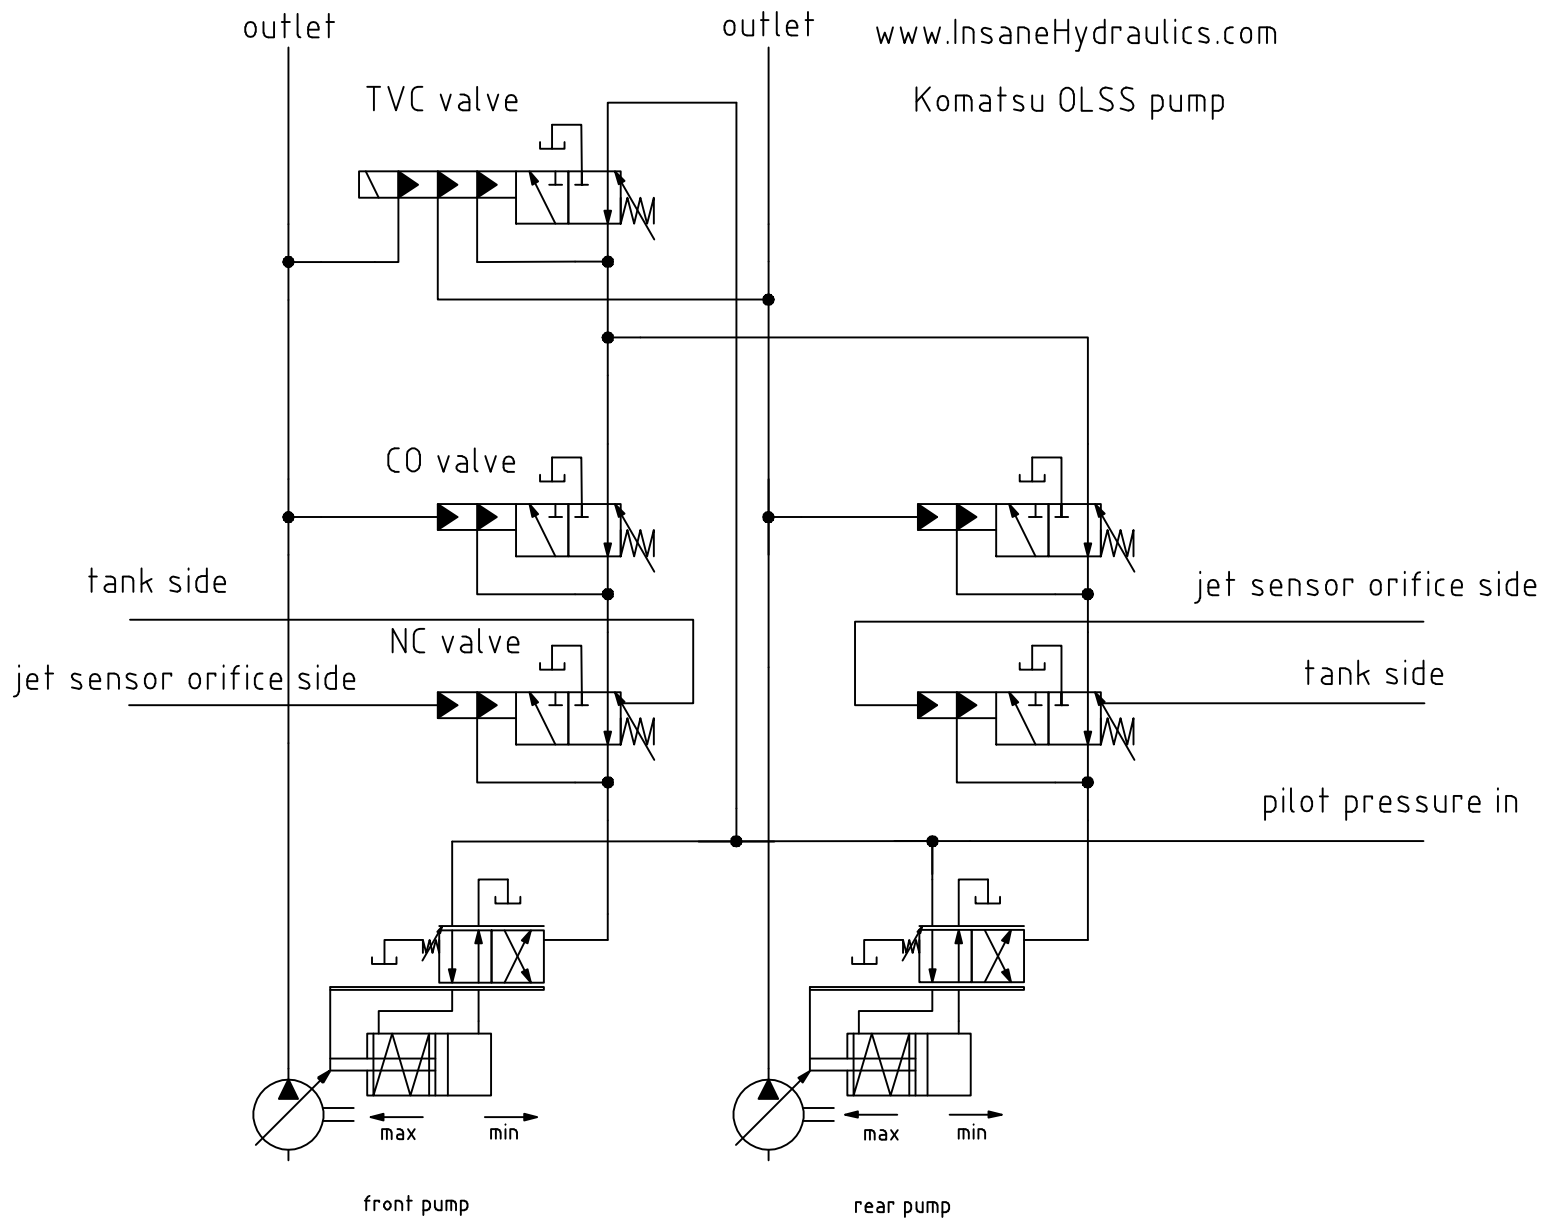 outlet
outlet
www.InsaneHydraulics.com
TVC valve
Komatsu OLSS pump
CO valve
tank side
jet sensor orifice side
NC valve
jet sensor orifice side
tank side
pilot pressure in
max
min
max
min
front pump
rear pump